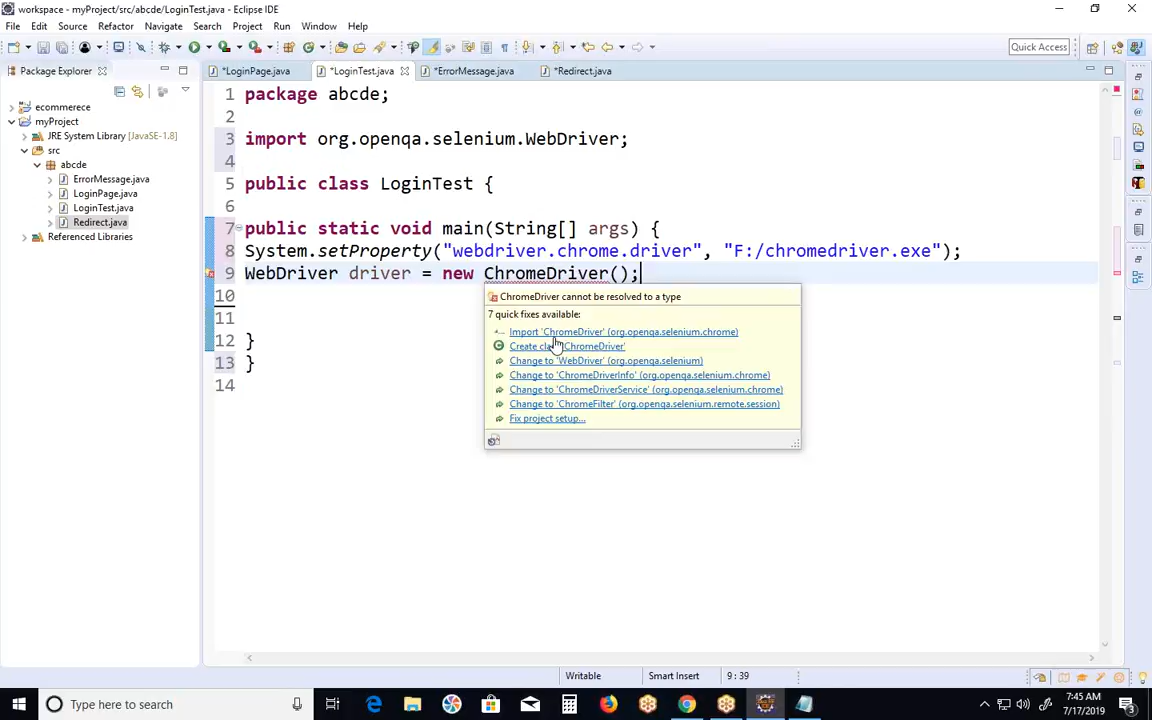 workspace - myProject/src/abcde/LoginTest.java - Eclipse IDE
File Edit Source Refactor Navigate Search Project Run Window Help
Quick Access
Package Explorer
*LoginPage.java
*LoginTest.java
*ErrorMessage.java
*Redirect.java
ecommerece
myProject
JRE System Library [JavaSE-1.8]
src
abcde
ErrorMessage.java
LoginPage.java
LoginTest.java
Redirect.java
Referenced Libraries
1 package abcde;
2
3 import org.openqa.selenium.WebDriver;
4
5 public class LoginTest {
6
7 public static void main(String[] args) {
8 System.setProperty("webdriver.chrome.driver", "F:/chromedriver.exe");
9 WebDriver driver = new ChromeDriver();
10
11
12 }
13 }
14
ChromeDriver cannot be resolved to a type
7 quick fixes available:
Import 'ChromeDriver' (org.openqa.selenium.chrome)
Create class 'ChromeDriver'
Change to 'WebDriver' (org.openqa.selenium)
Change to 'ChromeDriverInfo' (org.openqa.selenium.chrome)
Change to 'ChromeDriverService' (org.openqa.selenium.chrome)
Change to 'ChromeFilter' (org.openqa.selenium.remote.session)
Fix project setup...
Writable
Smart Insert
9 : 39
Type here to search
7:45 AM
7/17/2019
3